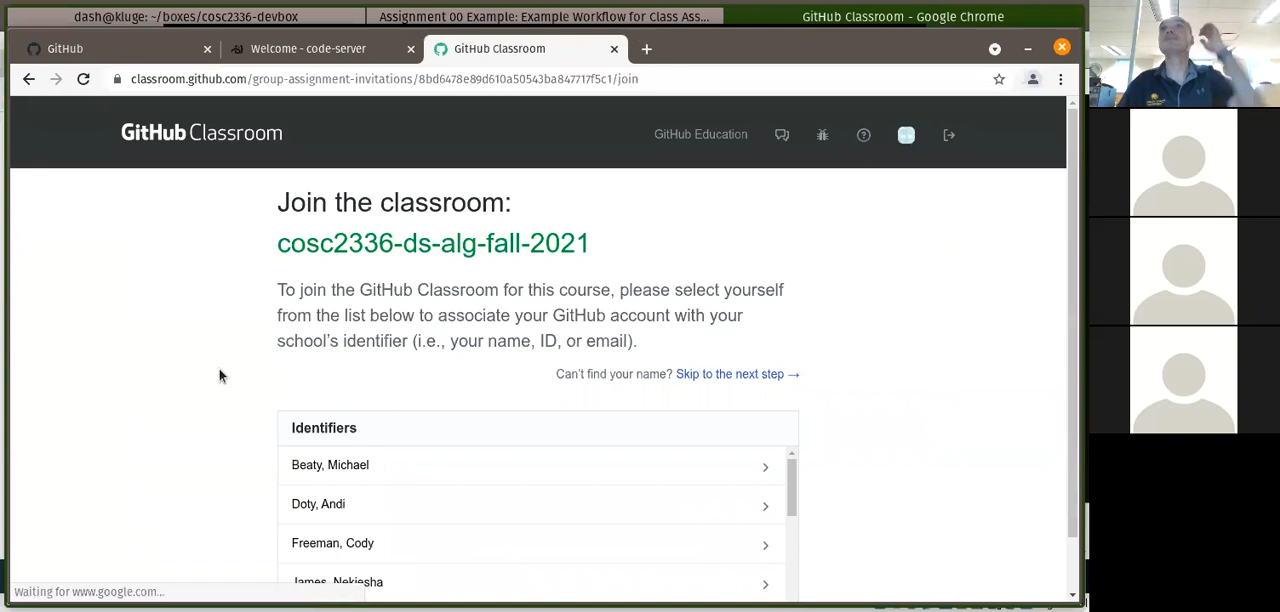 dash@kluge: ~/boxes/cosc2336-devbox
Assignment 00 Example: Example Workflow for Class Ass...
GitHub Classroom - Google Chrome
GitHub
Welcome - code-server
GitHub Classroom
classroom.github.com/group-assignment-invitations/8bd6478e89d610a50543ba847717f5c1/join
GitHub Classroom
GitHub Education
Join the classroom:
cosc2336-ds-alg-fall-2021
To join the GitHub Classroom for this course, please select yourself
from the list below to associate your GitHub account with your
school's identifier (i.e., your name, ID, or email).
Can't find your name? Skip to the next step →
Identifiers
Beaty, Michael
Doty, Andi
Freeman, Cody
James, Nekiesha
Waiting for www.google.com...